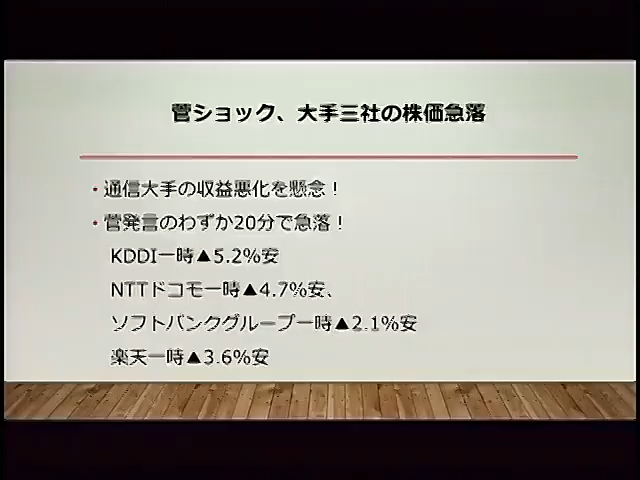 菅ショック、大手三社の株価急落
・通信大手の収益悪化を懸念！
・菅発言のわずか20分で急落！
KDDI一時▲5.2%安
NTTドコモ一時▲4.7%安、
ソフトバンクグループ一時▲2.1%安
楽天一時▲3.6%安